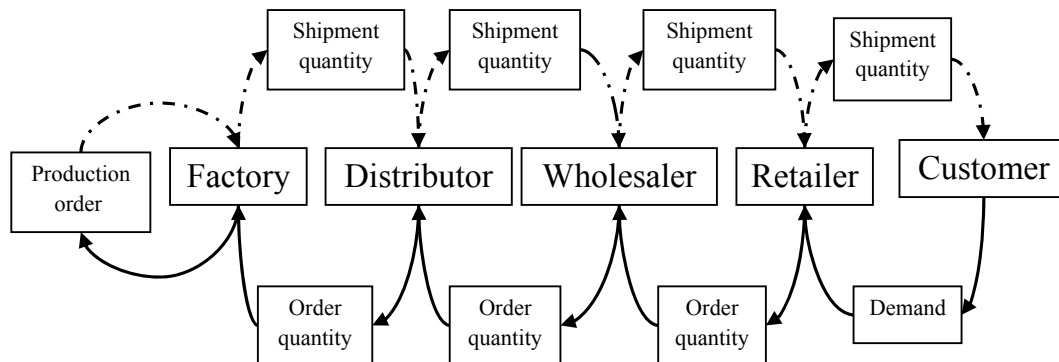 Shipment
quantity
Shipment
quantity
Shipment
quantity
Shipment
quantity
Production
order
Factory
Distributor
Wholesaler
Retailer
Customer
Order
quantity
Order
quantity
Order
quantity
Demand